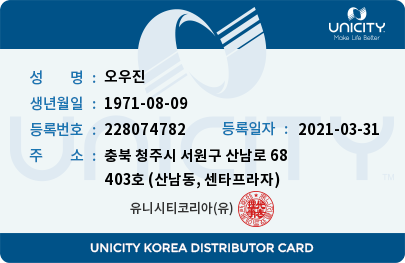 UNICITY
Make Life Better
성 명 : 오우진
생년월일 : 1971-08-09
등록번호 : 228074782 등록일자 : 2021-03-31
주 소 : 충북 청주시 서원구 산남로 68
403호 (산남동, 센타프라자)
유니시티코리아(유)
UNICITY
UNICITY KOREA DISTRIBUTOR CARD